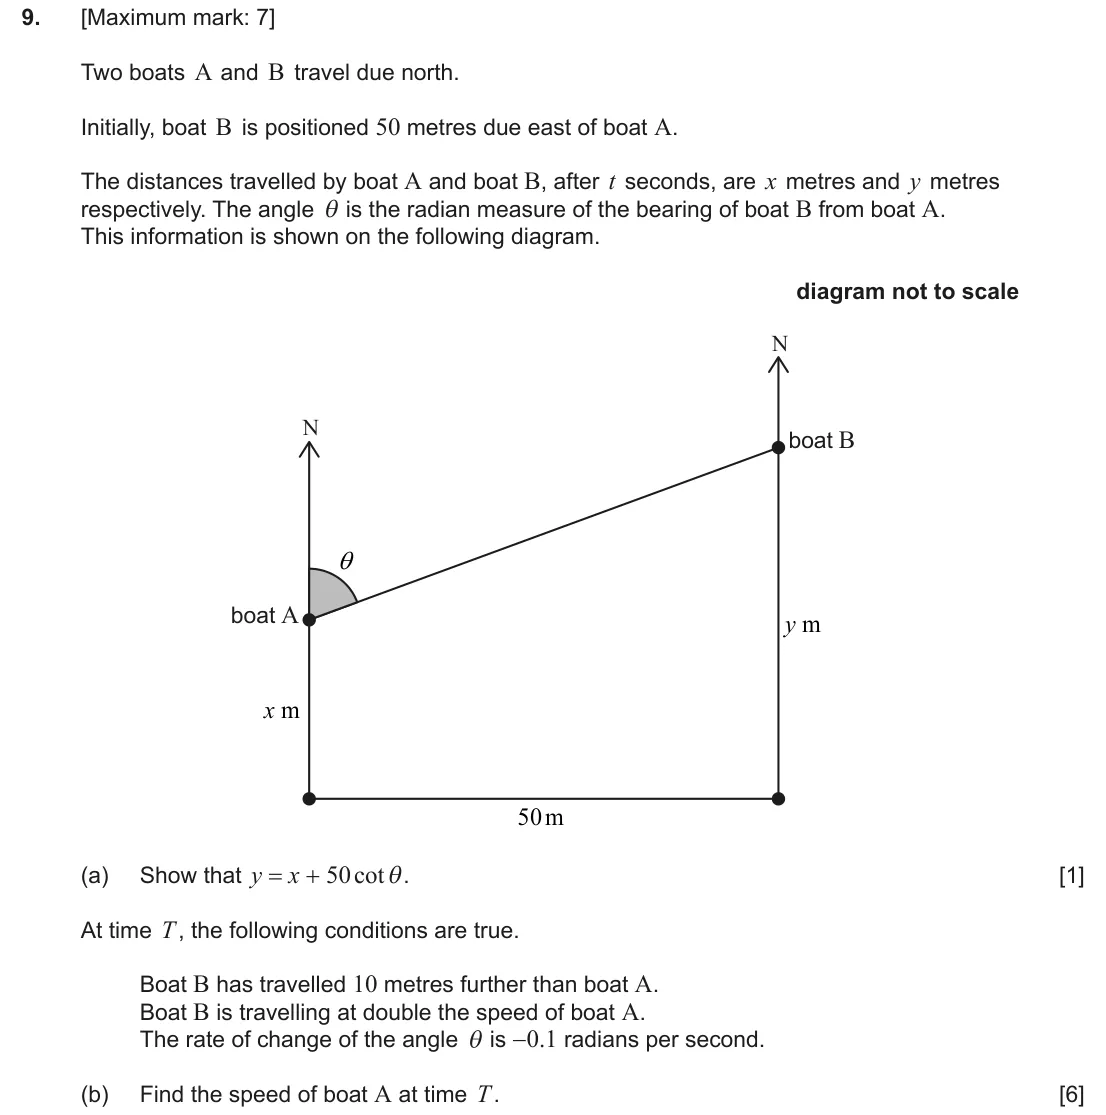 9. [Maximum mark: 7]
Two boats A and B travel due north.
Initially, boat B is positioned 50 metres due east of boat A.
The distances travelled by boat A and boat B, after t seconds, are x metres and y metres
respectively. The angle θ is the radian measure of the bearing of boat B from boat A.
This information is shown on the following diagram.
diagram not to scale
N
N
boat B
θ
boat A
y m
x m
50 m
(a) Show that y = x + 50 cot θ. [1]
At time T, the following conditions are true.
Boat B has travelled 10 metres further than boat A.
Boat B is travelling at double the speed of boat A.
The rate of change of the angle θ is −0.1 radians per second.
(b) Find the speed of boat A at time T. [6]